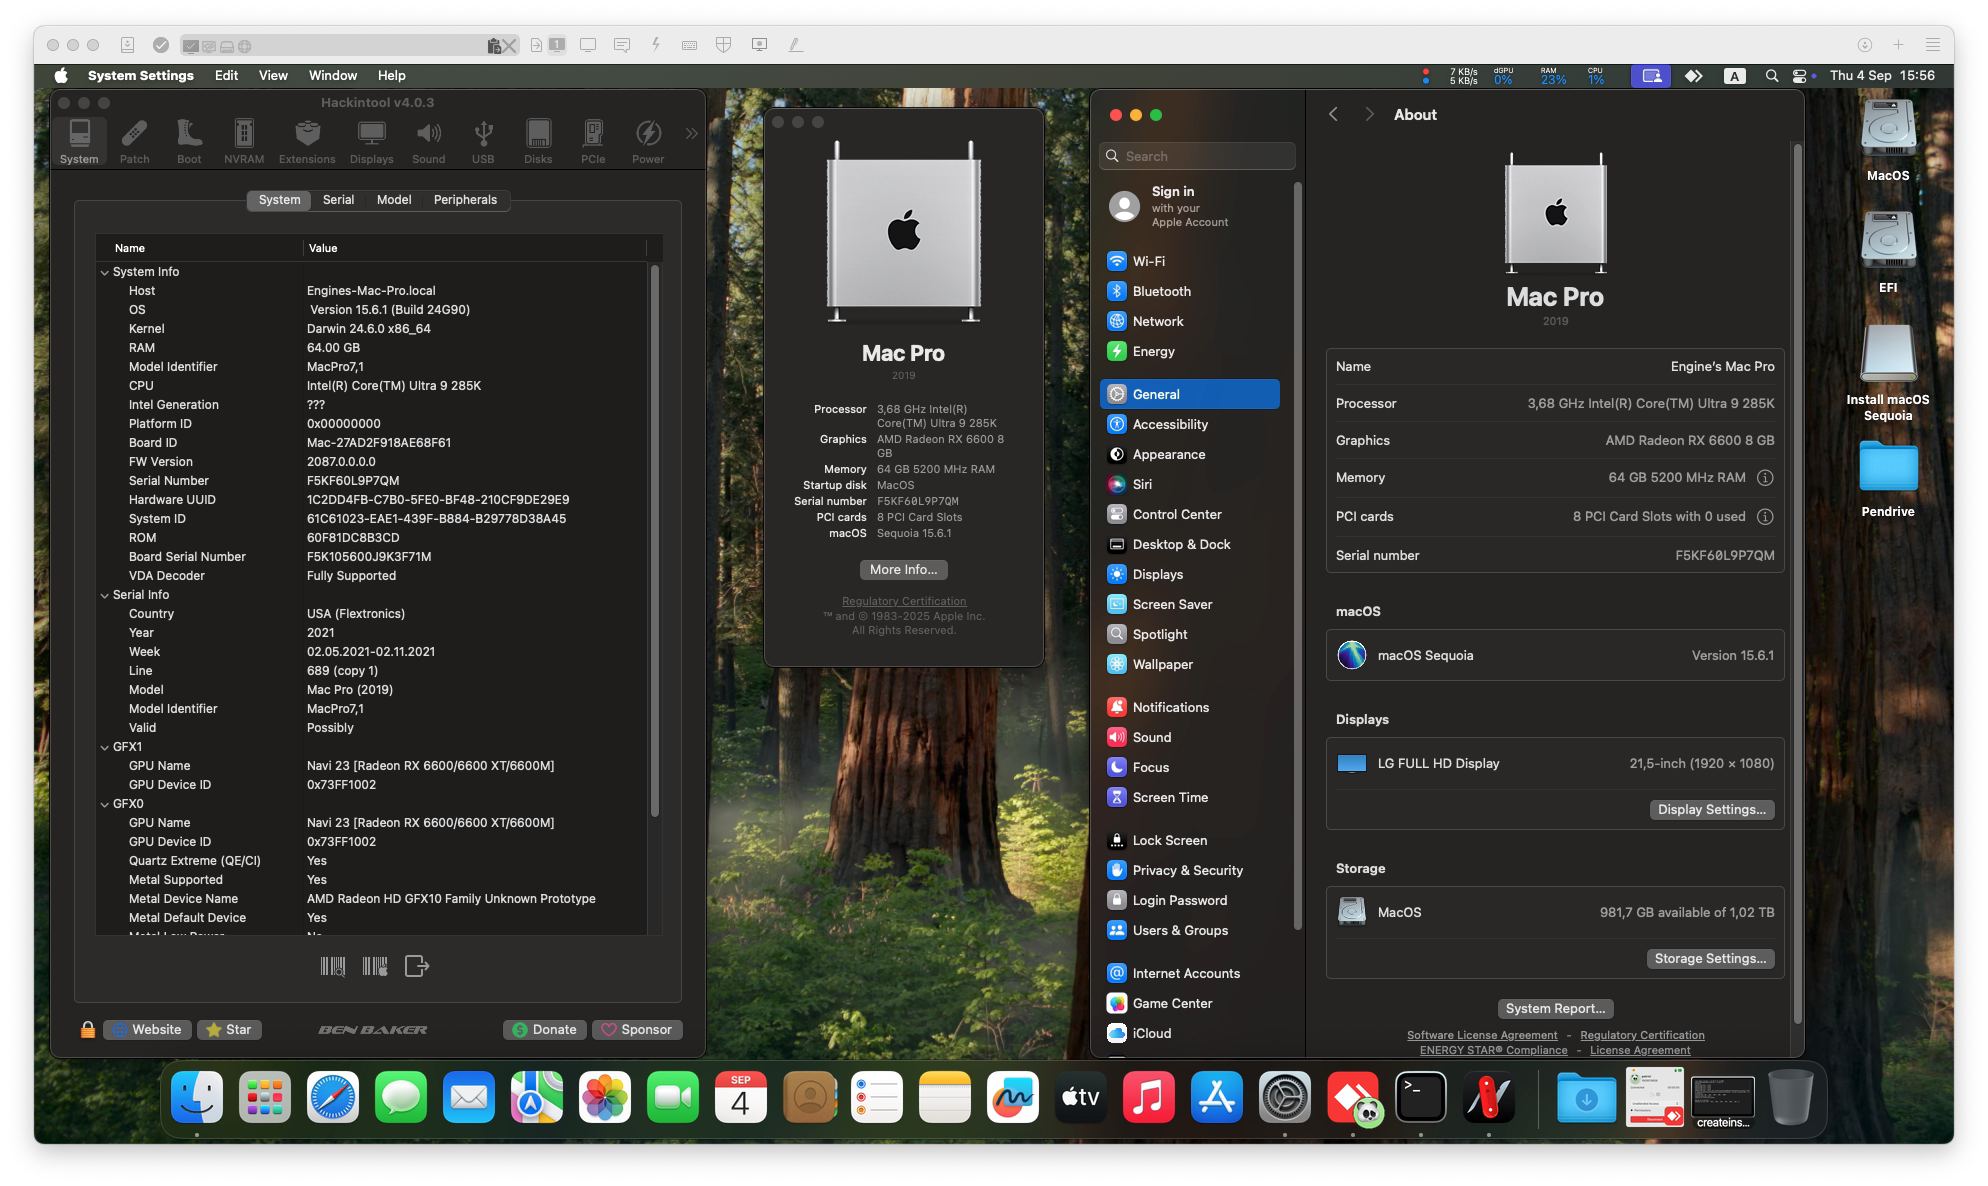 1
System Settings Edit View Window Help
7 KB/s
5 KB/s
dGPU
0%
RAM
23%
CPU
1%
A
Thu 4 Sep 15:56
Hackintool v4.0.3
System Patch Boot NVRAM Extensions Displays Sound USB Disks PCIe Power
System Serial Model Peripherals
Name Value
System Info
Host Engines-Mac-Pro.local
OS Version 15.6.1 (Build 24G90)
Kernel Darwin 24.6.0 x86_64
RAM 64.00 GB
Model Identifier MacPro7,1
CPU Intel(R) Core(TM) Ultra 9 285K
Intel Generation ???
Platform ID 0x00000000
Board ID Mac-27AD2F918AE68F61
FW Version 2087.0.0.0.0
Serial Number F5KF60L9P7QM
Hardware UUID 1C2DD4FB-C7B0-5FE0-BF48-210CF9DE29E9
System ID 61C61023-EAE1-439F-B884-B29778D38A45
ROM 60F81DC8B3CD
Board Serial Number F5K105600J9K3F71M
VDA Decoder Fully Supported
Serial Info
Country USA (Flextronics)
Year 2021
Week 02.05.2021-02.11.2021
Line 689 (copy 1)
Model Mac Pro (2019)
Model Identifier MacPro7,1
Valid Possibly
GFX1
GPU Name Navi 23 [Radeon RX 6600/6600 XT/6600M]
GPU Device ID 0x73FF1002
GFX0
GPU Name Navi 23 [Radeon RX 6600/6600 XT/6600M]
GPU Device ID 0x73FF1002
Quartz Extreme (QE/CI) Yes
Metal Supported Yes
Metal Device Name AMD Radeon HD GFX10 Family Unknown Prototype
Metal Default Device Yes
Website Star BEN BAKER Donate Sponsor
Mac Pro
2019
Processor 3,68 GHz Intel(R)
Core(TM) Ultra 9 285K
Graphics AMD Radeon RX 6600 8
GB
Memory 64 GB 5200 MHz RAM
Startup disk MacOS
Serial number F5KF60L9P7QM
PCI cards 8 PCI Card Slots
macOS Sequoia 15.6.1
More Info...
Regulatory Certification
™ and © 1983-2025 Apple Inc.
All Rights Reserved.
Search
Sign in
with your
Apple Account
Wi-Fi
Bluetooth
Network
Energy
General
Accessibility
Appearance
Siri
Control Center
Desktop & Dock
Displays
Screen Saver
Spotlight
Wallpaper
Notifications
Sound
Focus
Screen Time
Lock Screen
Privacy & Security
Login Password
Users & Groups
Internet Accounts
Game Center
iCloud
About
Mac Pro
2019
Name Engine's Mac Pro
Processor 3,68 GHz Intel(R) Core(TM) Ultra 9 285K
Graphics AMD Radeon RX 6600 8 GB
Memory 64 GB 5200 MHz RAM
PCI cards 8 PCI Card Slots with 0 used
Serial number F5KF60L9P7QM
macOS
macOS Sequoia Version 15.6.1
Displays
LG FULL HD Display 21,5-inch (1920 × 1080)
Display Settings...
Storage
MacOS 981,7 GB available of 1,02 TB
Storage Settings...
System Report...
Software License Agreement - Regulatory Certification
ENERGY STAR® Compliance - License Agreement
MacOS
EFI
Install macOS
Sequoia
Pendrive
SEP
4
tv
>_
createins...